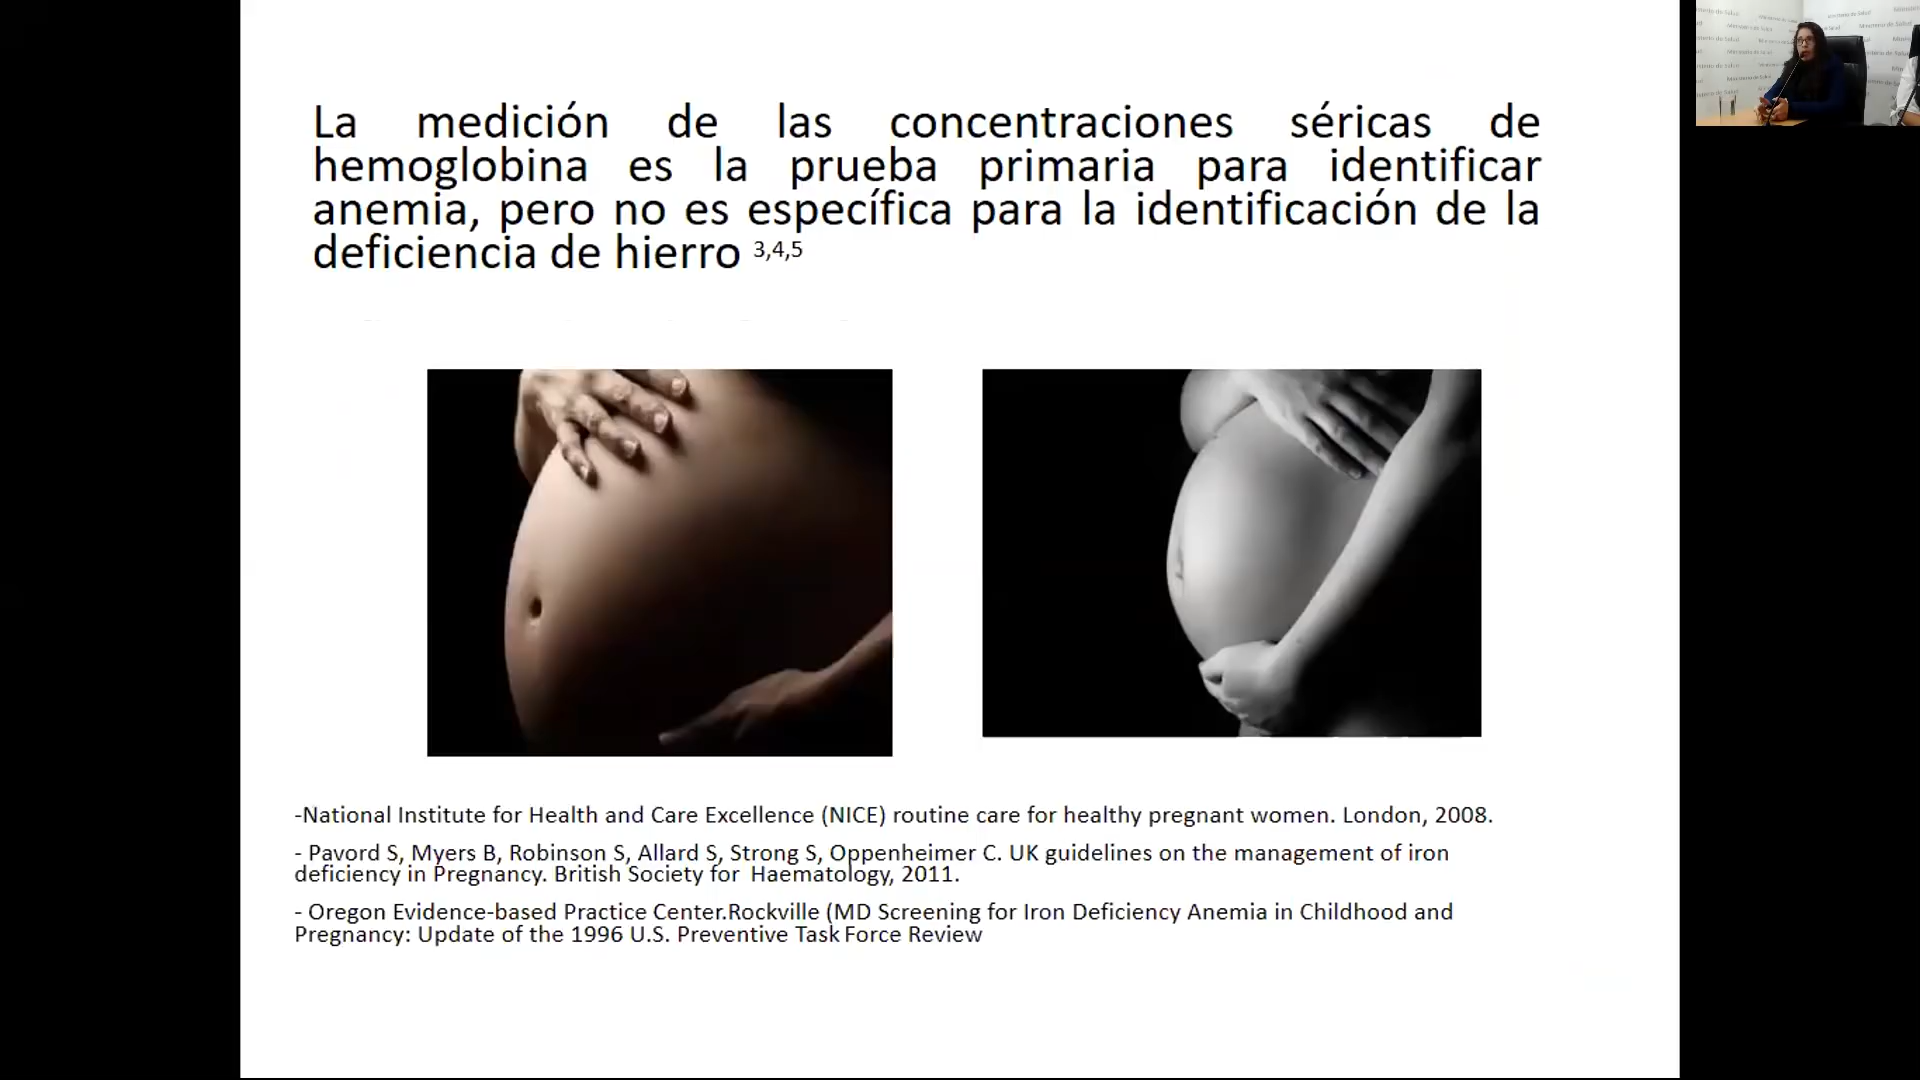 La medición de las concentraciones séricas de
hemoglobina es la prueba primaria para identificar
anemia, pero no es específica para la identificación de la
deficiencia de hierro 3,4,5
-National Institute for Health and Care Excellence (NICE) routine care for healthy pregnant women. London, 2008.
- Pavord S, Myers B, Robinson S, Allard S, Strong S, Oppenheimer C. UK guidelines on the management of iron
deficiency in Pregnancy. British Society for Haematology, 2011.
- Oregon Evidence-based Practice Center.Rockville (MD Screening for Iron Deficiency Anemia in Childhood and
Pregnancy: Update of the 1996 U.S. Preventive Task Force Review
Ministerio de Salud